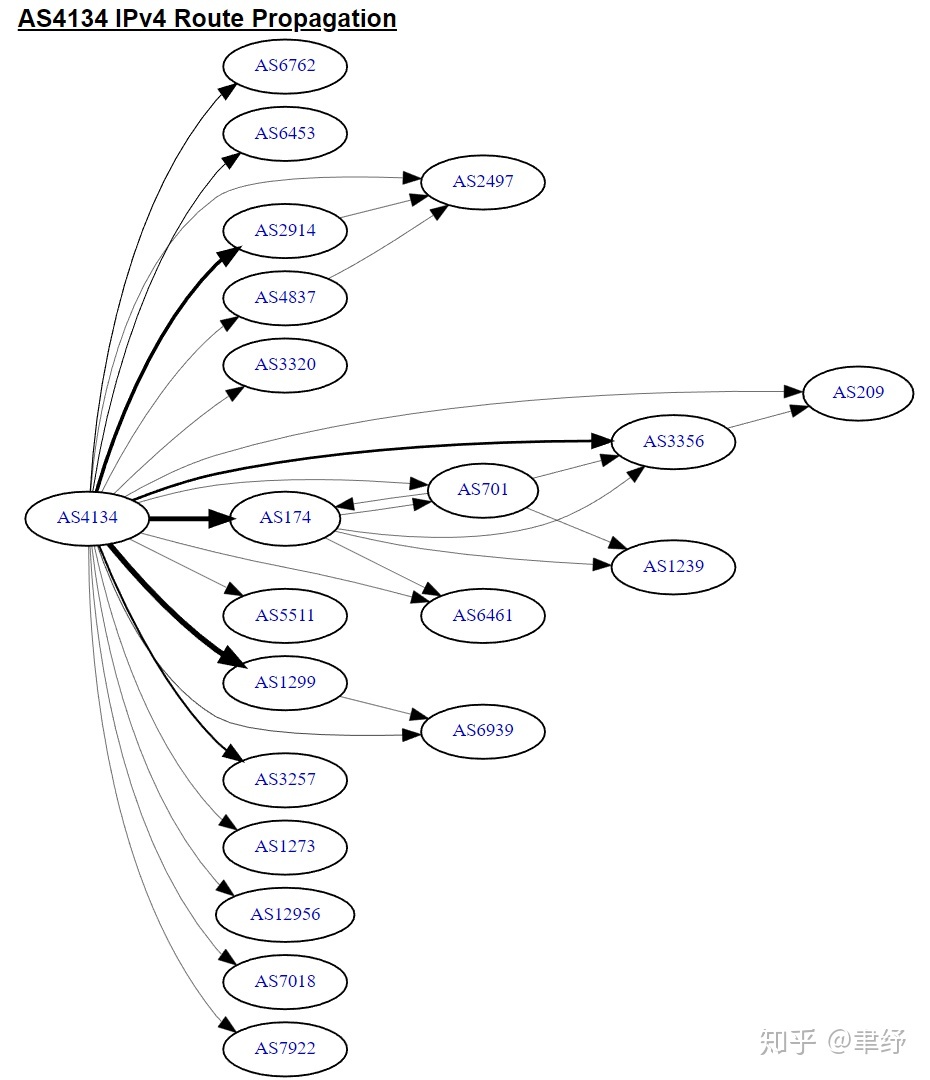 AS4134 IPv4 Route Propagation
AS6762
AS6453
AS2497
AS2914
AS4837
AS3320
AS209
AS3356
AS701
AS4134
AS174
AS1239
AS5511
AS6461
AS1299
AS6939
AS3257
AS1273
AS12956
AS7018
AS7922
知乎 @聿纾